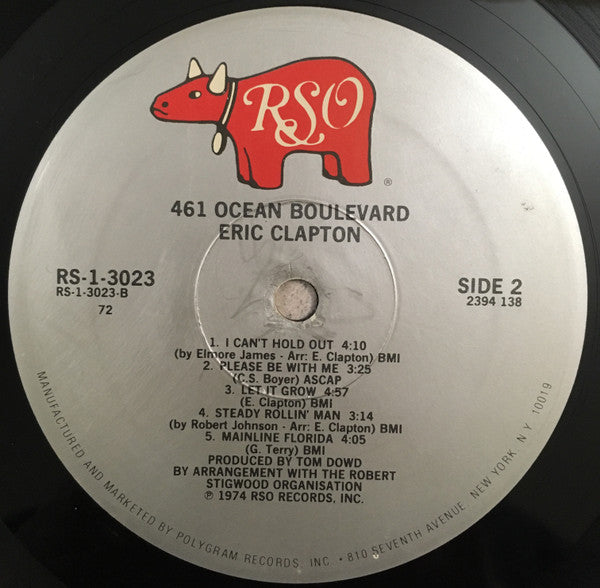 RSO
®
461 OCEAN BOULEVARD
ERIC CLAPTON
RS-1-3023
RS-1-3023-B
72
SIDE 2
2394 138
1. I CAN'T HOLD OUT 4:10
(by Elmore James - Arr: E. Clapton) BMI
2. PLEASE BE WITH ME 3:25
(C.S. Boyer) ASCAP
3. LET IT GROW 4:57
(E. Clapton) BMI
4. STEADY ROLLIN' MAN 3:14
(by Robert Johnson - Arr: E. Clapton) BMI
5. MAINLINE FLORIDA 4:05
(G. Terry) BMI
PRODUCED BY TOM DOWD
BY ARRANGEMENT WITH THE ROBERT
STIGWOOD ORGANISATION
℗ 1974 RSO RECORDS, INC.
MANUFACTURED AND MARKETED BY POLYGRAM RECORDS, INC. • 810 SEVENTH AVENUE, NEW YORK, N.Y. 10019